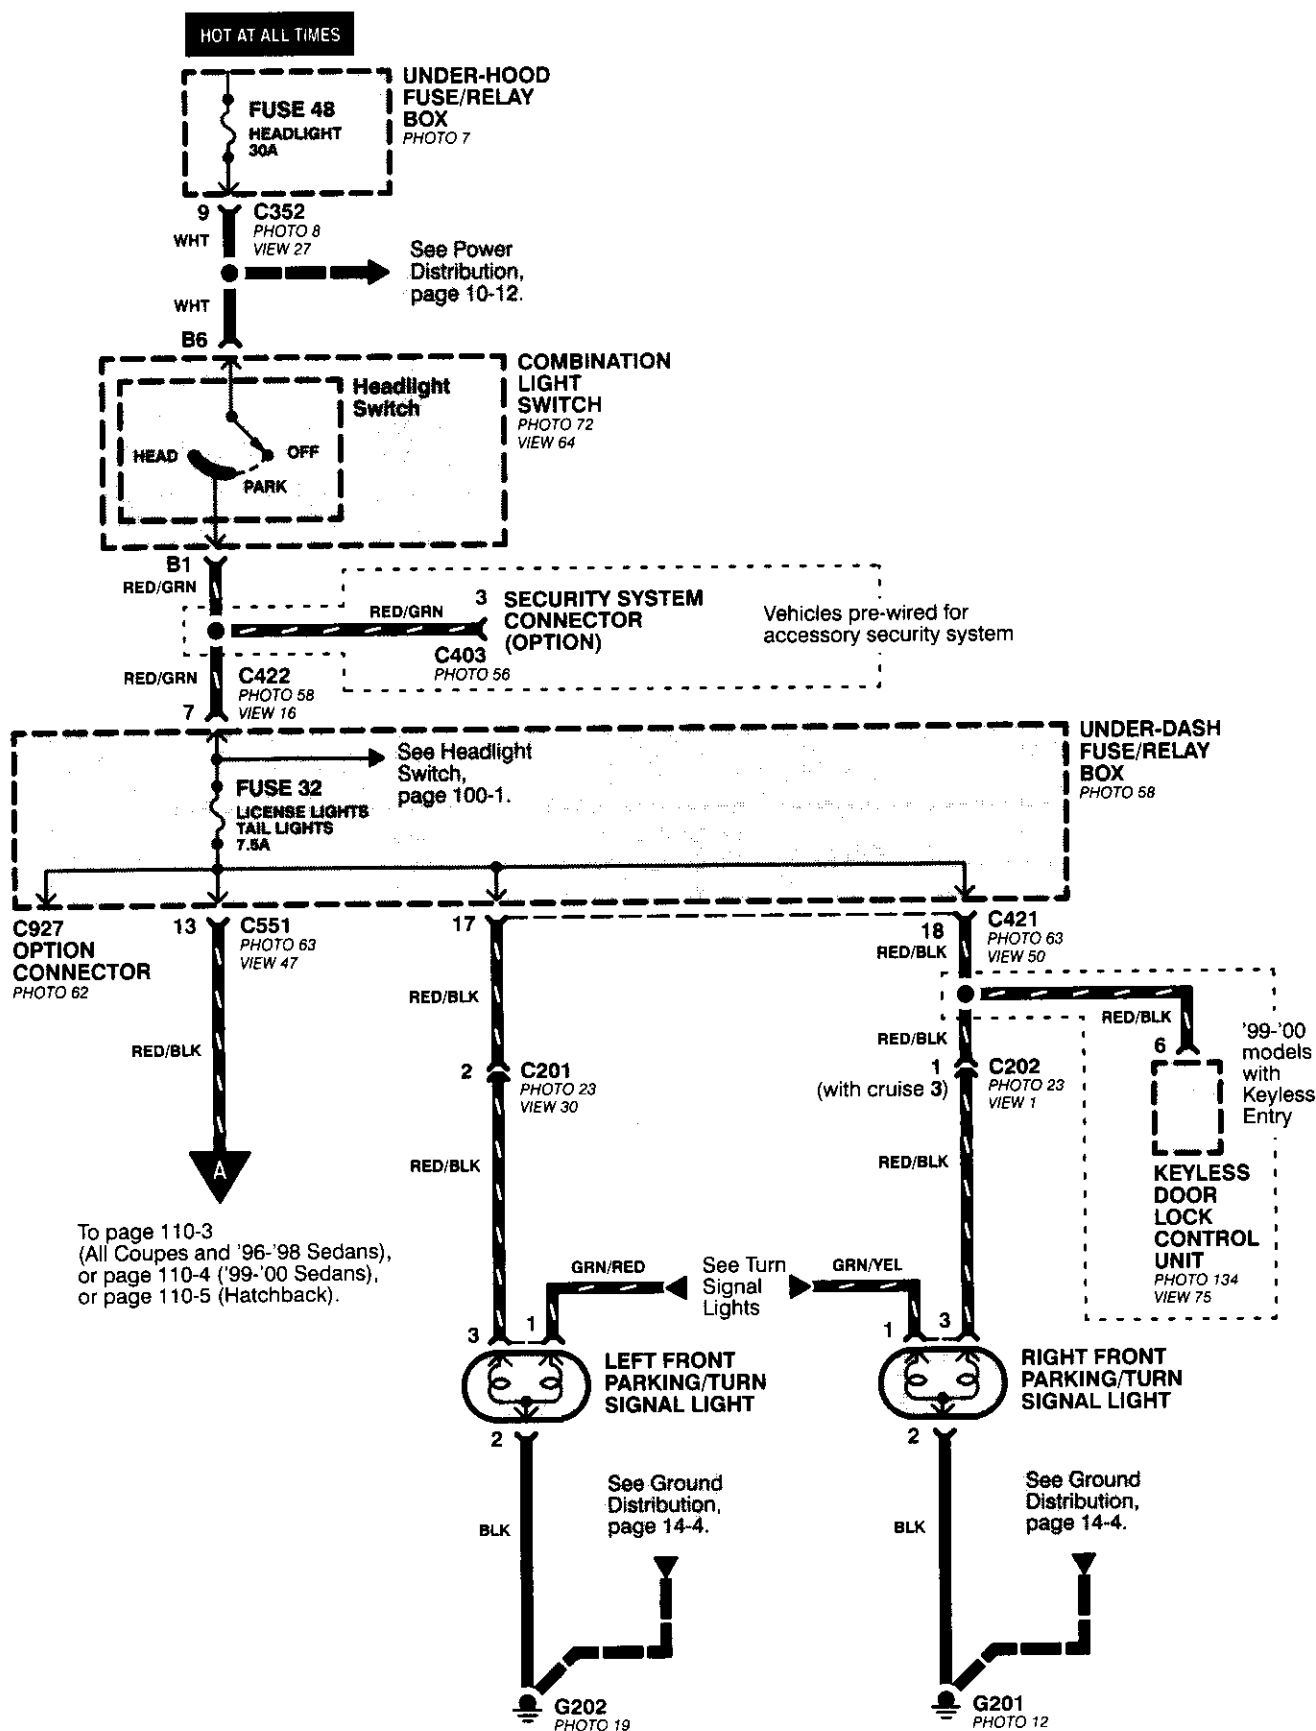 HOT AT ALL TIMES
UNDER-HOOD
FUSE/RELAY
BOX
PHOTO 7
FUSE 48
HEADLIGHT
30A
9
C352
PHOTO 8
VIEW 27
WHT
See Power
Distribution,
page 10-12.
WHT
B6
COMBINATION
LIGHT
SWITCH
PHOTO 72
VIEW 64
Headlight
Switch
HEAD
OFF
PARK
B1
RED/GRN
RED/GRN
3
SECURITY SYSTEM
CONNECTOR
(OPTION)
C403
PHOTO 56
Vehicles pre-wired for
accessory security system
RED/GRN
C422
PHOTO 58
VIEW 16
7
UNDER-DASH
FUSE/RELAY
BOX
PHOTO 58
See Headlight
Switch,
page 100-1.
FUSE 32
LICENSE LIGHTS
TAIL LIGHTS
7.5A
C927
OPTION
CONNECTOR
PHOTO 62
13
C551
PHOTO 63
VIEW 47
17
18
C421
PHOTO 63
VIEW 50
RED/BLK
RED/BLK
RED/BLK
RED/BLK
RED/BLK
6
'99-'00
models
with
Keyless
Entry
2
C201
PHOTO 23
VIEW 30
1
(with cruise 3)
C202
PHOTO 23
VIEW 1
RED/BLK
RED/BLK
A
KEYLESS
DOOR
LOCK
CONTROL
UNIT
PHOTO 134
VIEW 75
To page 110-3
(All Coupes and '96-'98 Sedans),
or page 110-4 ('99-'00 Sedans),
or page 110-5 (Hatchback).
GRN/RED
See Turn
Signal
Lights
GRN/YEL
3
1
1
3
LEFT FRONT
PARKING/TURN
SIGNAL LIGHT
RIGHT FRONT
PARKING/TURN
SIGNAL LIGHT
2
2
See Ground
Distribution,
page 14-4.
See Ground
Distribution,
page 14-4.
BLK
BLK
G202
PHOTO 19
G201
PHOTO 12